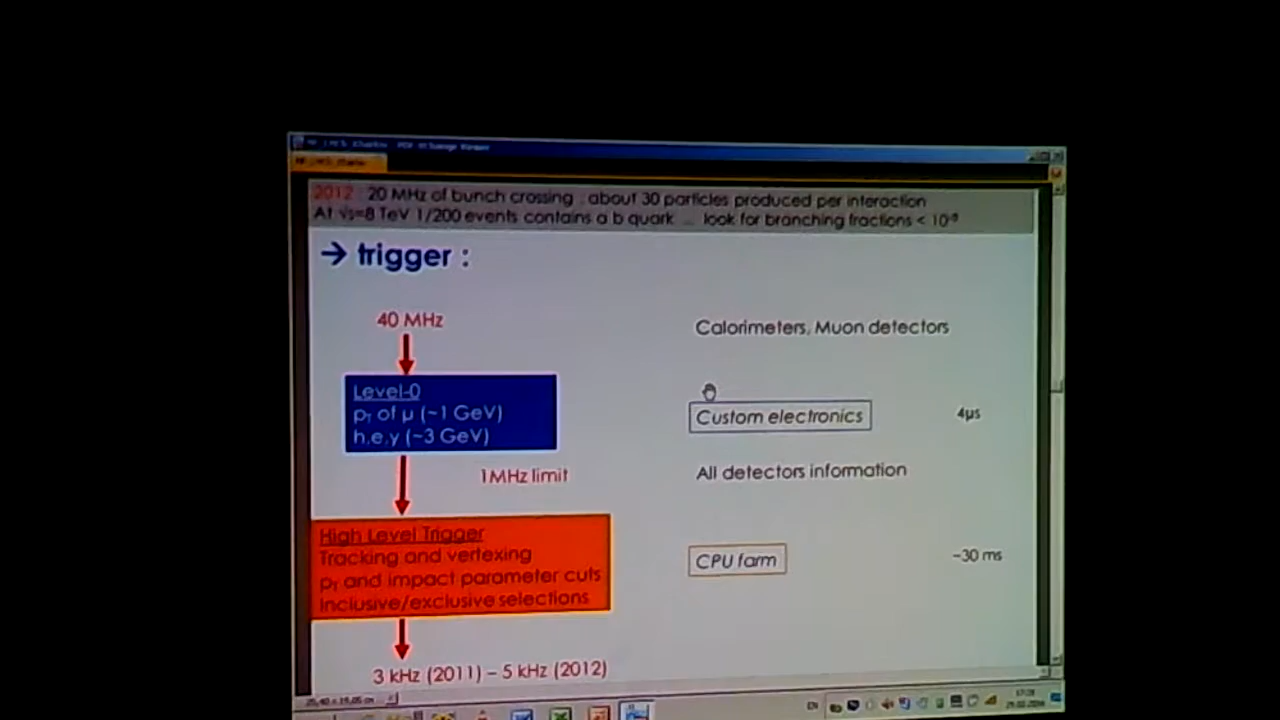 2012 : 20 MHz of bunch crossing : about 30 particles produced per interaction
At √s=8 TeV 1/200 events contains a b quark ... look for branching fractions <
→ trigger :
40 MHz
Calorimeters, Muon detectors
Level-0
pT of μ (~1 GeV)
h,e,γ (~3 GeV)
Custom electronics
4μs
1MHz limit
All detectors information
High Level Trigger
Tracking and vertexing
pT and impact parameter cuts
Inclusive/exclusive selections
CPU farm
~30 ms
3 kHz (2011) – 5 kHz (2012)
EN